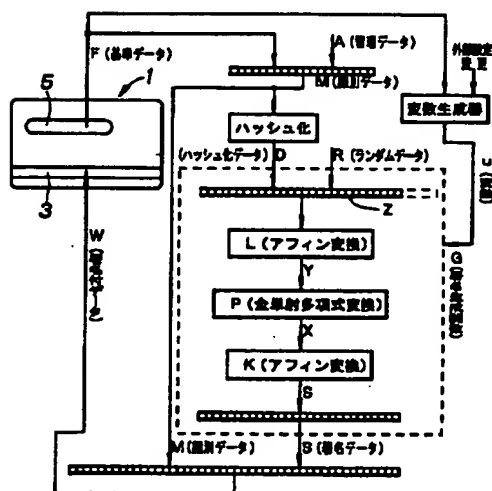 F (基準データ)
1
A (管理データ)
外部設定
変更
M (識別データ)
5
ハッシュ化
変数生成器
(ハッシュ化データ) D
R (ランダムデータ)
3
Z
W
L (アフィン変換)
G
Y
P (全単射多項式変換)
X
K (アフィン変換)
S
M (識別データ)
S (署名データ)